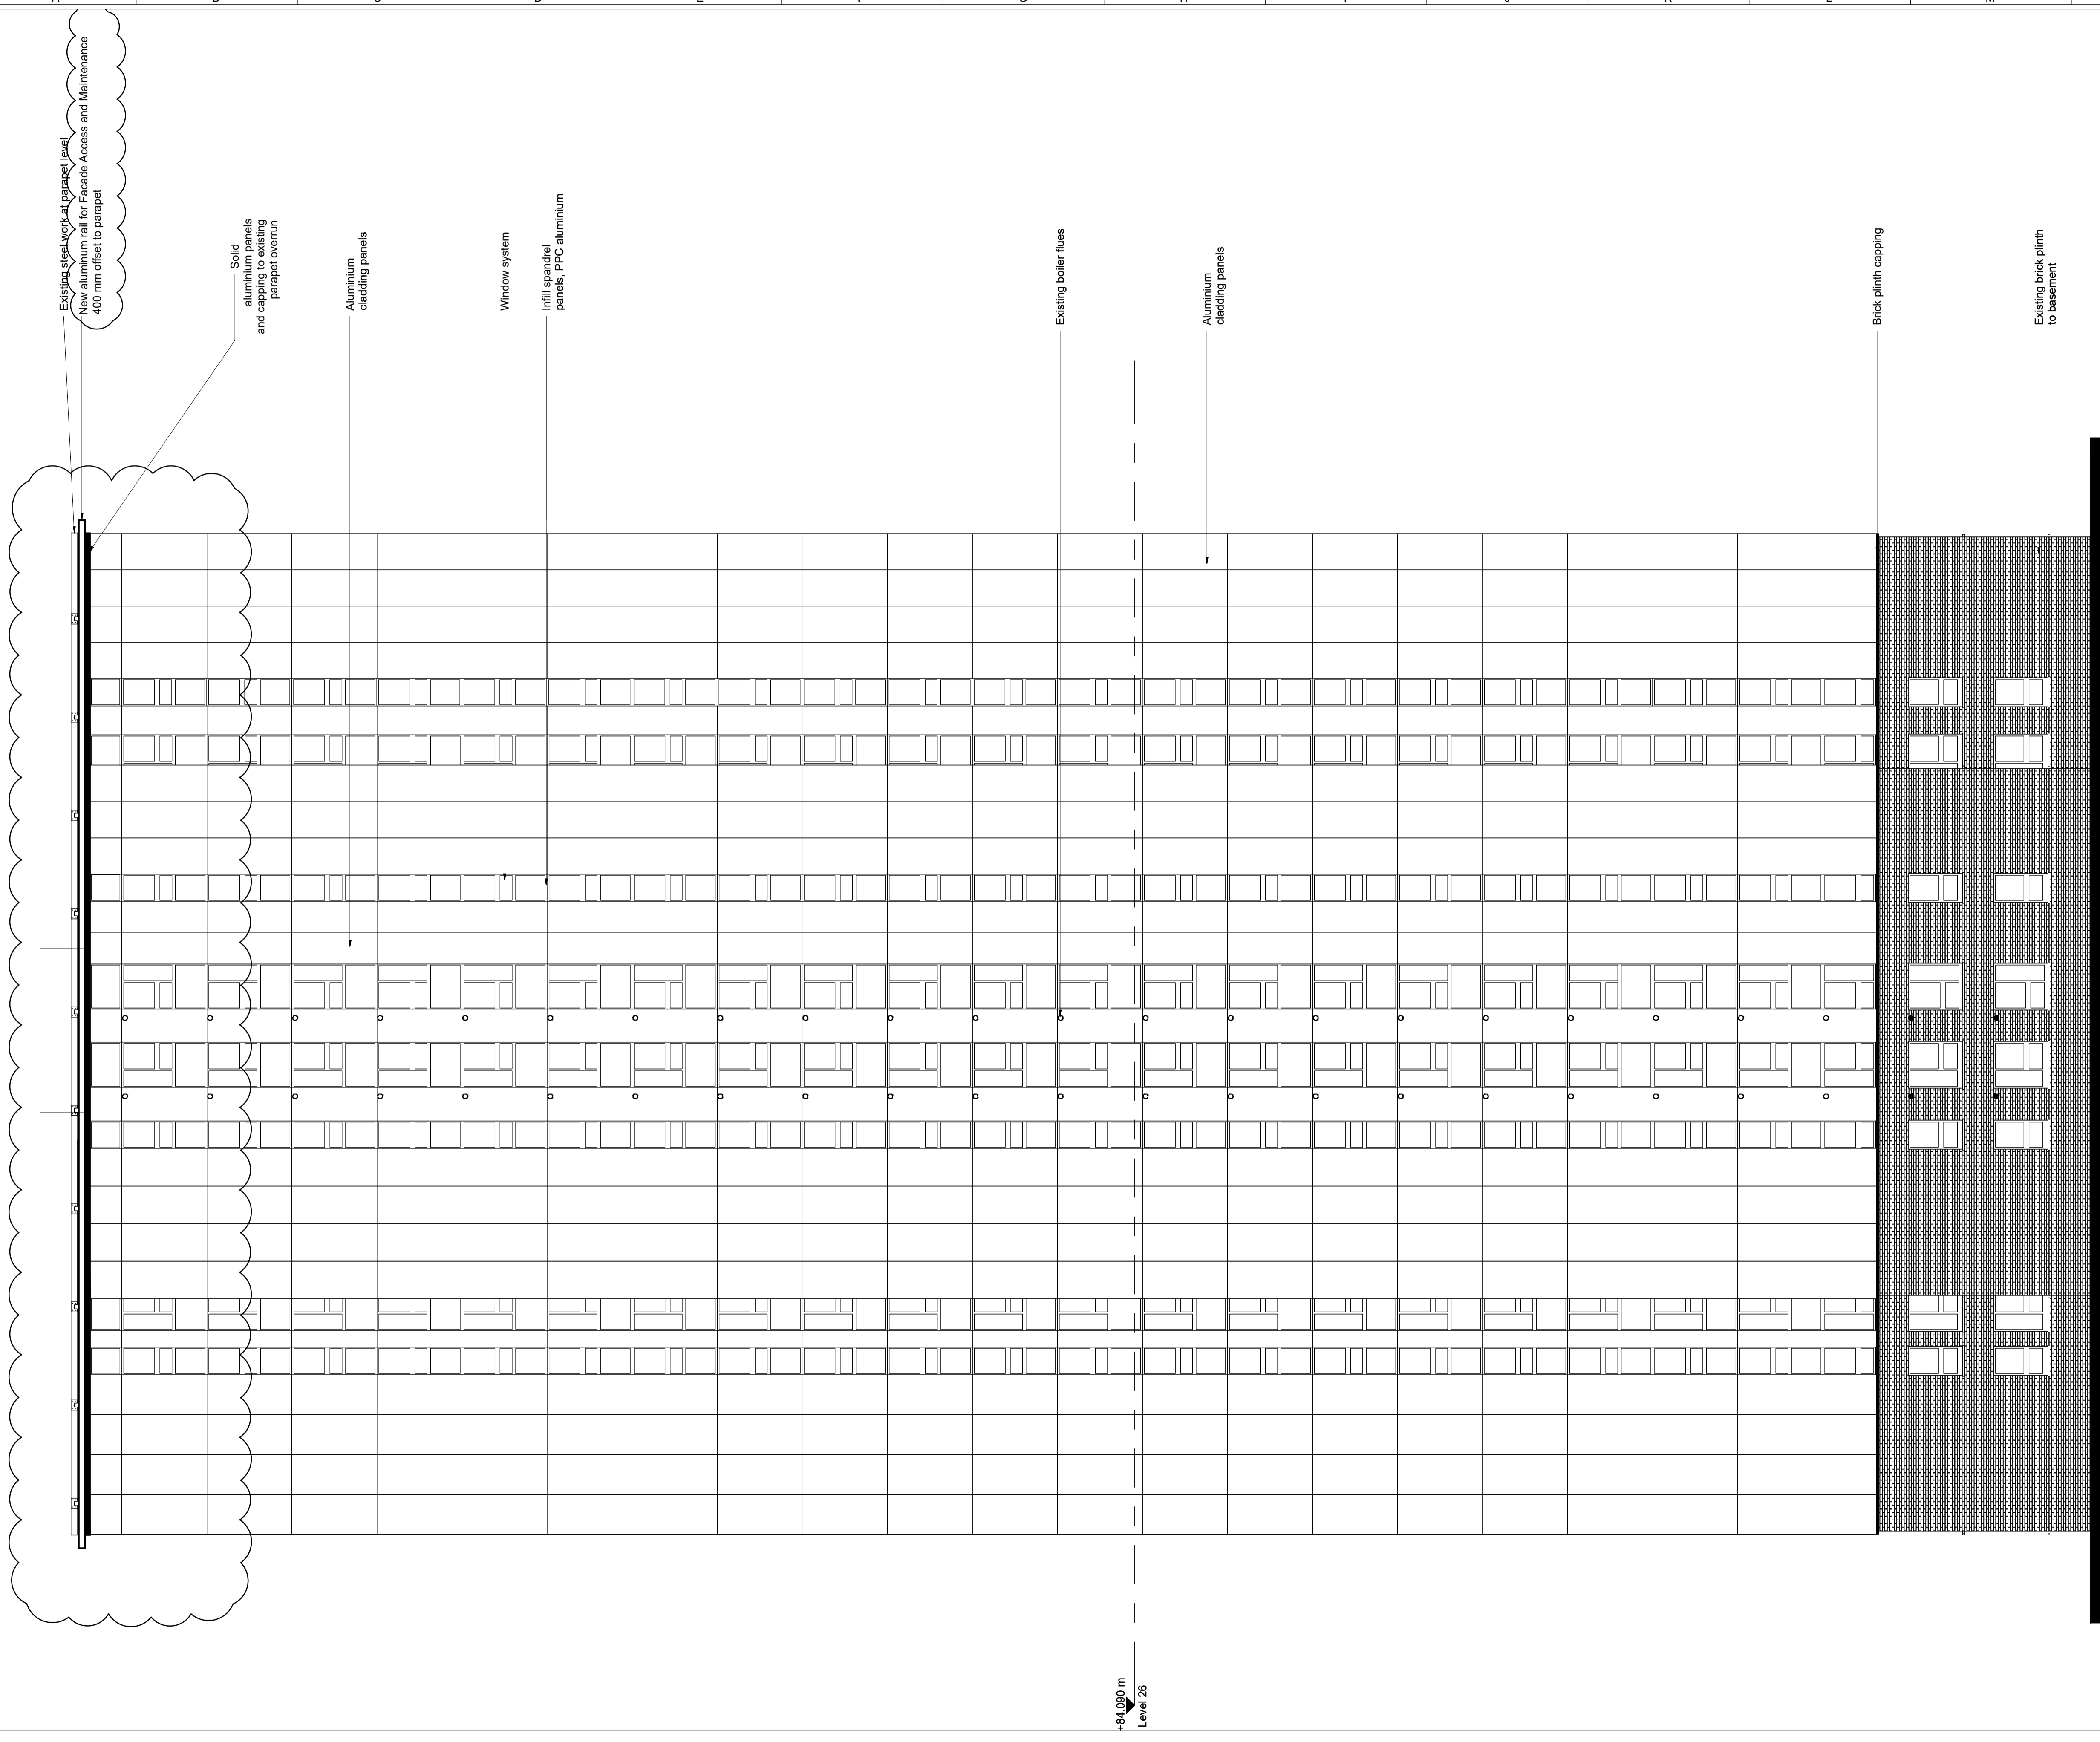 A
B
C
D
E
F
G
H
I
J
K
L
M
Existing steel work at parapet level
New aluminum rail for Facade Access and Maintenance
400 mm offset to parapet
Solid
aluminium panels
and capping to existing
parapet overrun
Aluminium
cladding panels
Window system
Infill spandrel
panels, PPC aluminium
Existing boiler flues
Aluminium
cladding panels
Brick plinth capping
Existing brick plinth
to basement
+84.090 m
Level 26